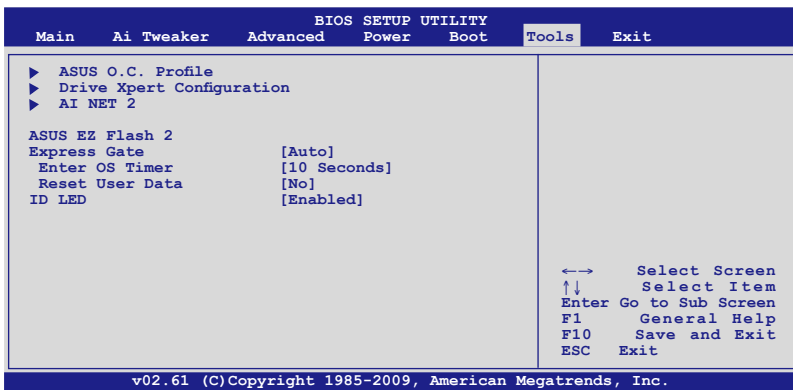 BIOS SETUP UTILITY
Main Ai Tweaker Advanced Power Boot Tools Exit
ASUS O.C. Profile
Drive Xpert Configuration
AI NET 2
ASUS EZ Flash 2
Express Gate [Auto]
Enter OS Timer [10 Seconds]
Reset User Data [No]
ID LED [Enabled]
←→ Select Screen
↑↓ Select Item
Enter Go to Sub Screen
F1 General Help
F10 Save and Exit
ESC Exit
v02.61 (C)Copyright 1985-2009, American Megatrends, Inc.